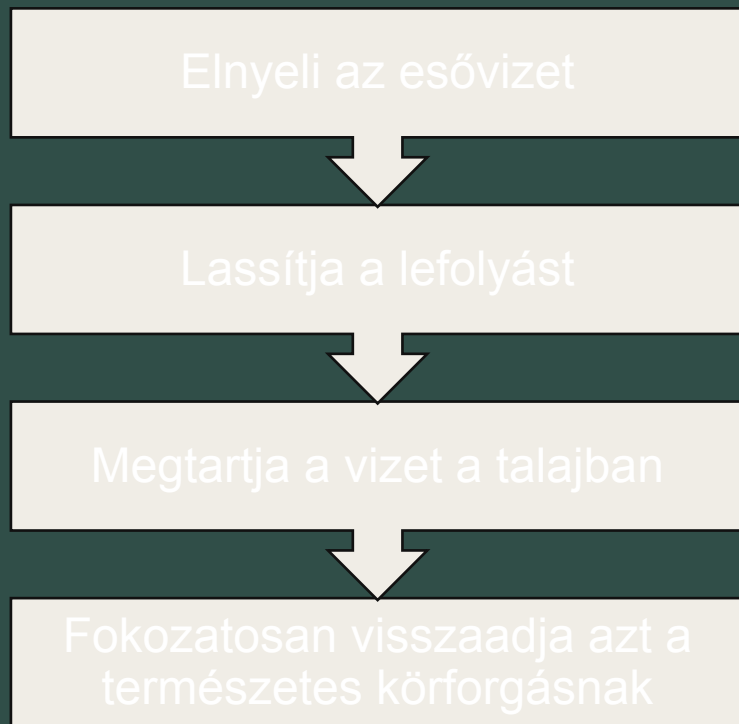 Elnyeli az esővizet
Lassítja a lefolyást
Megtartja a vizet a talajban
Fokozatosan visszaadja azt a
természetes körforgásnak